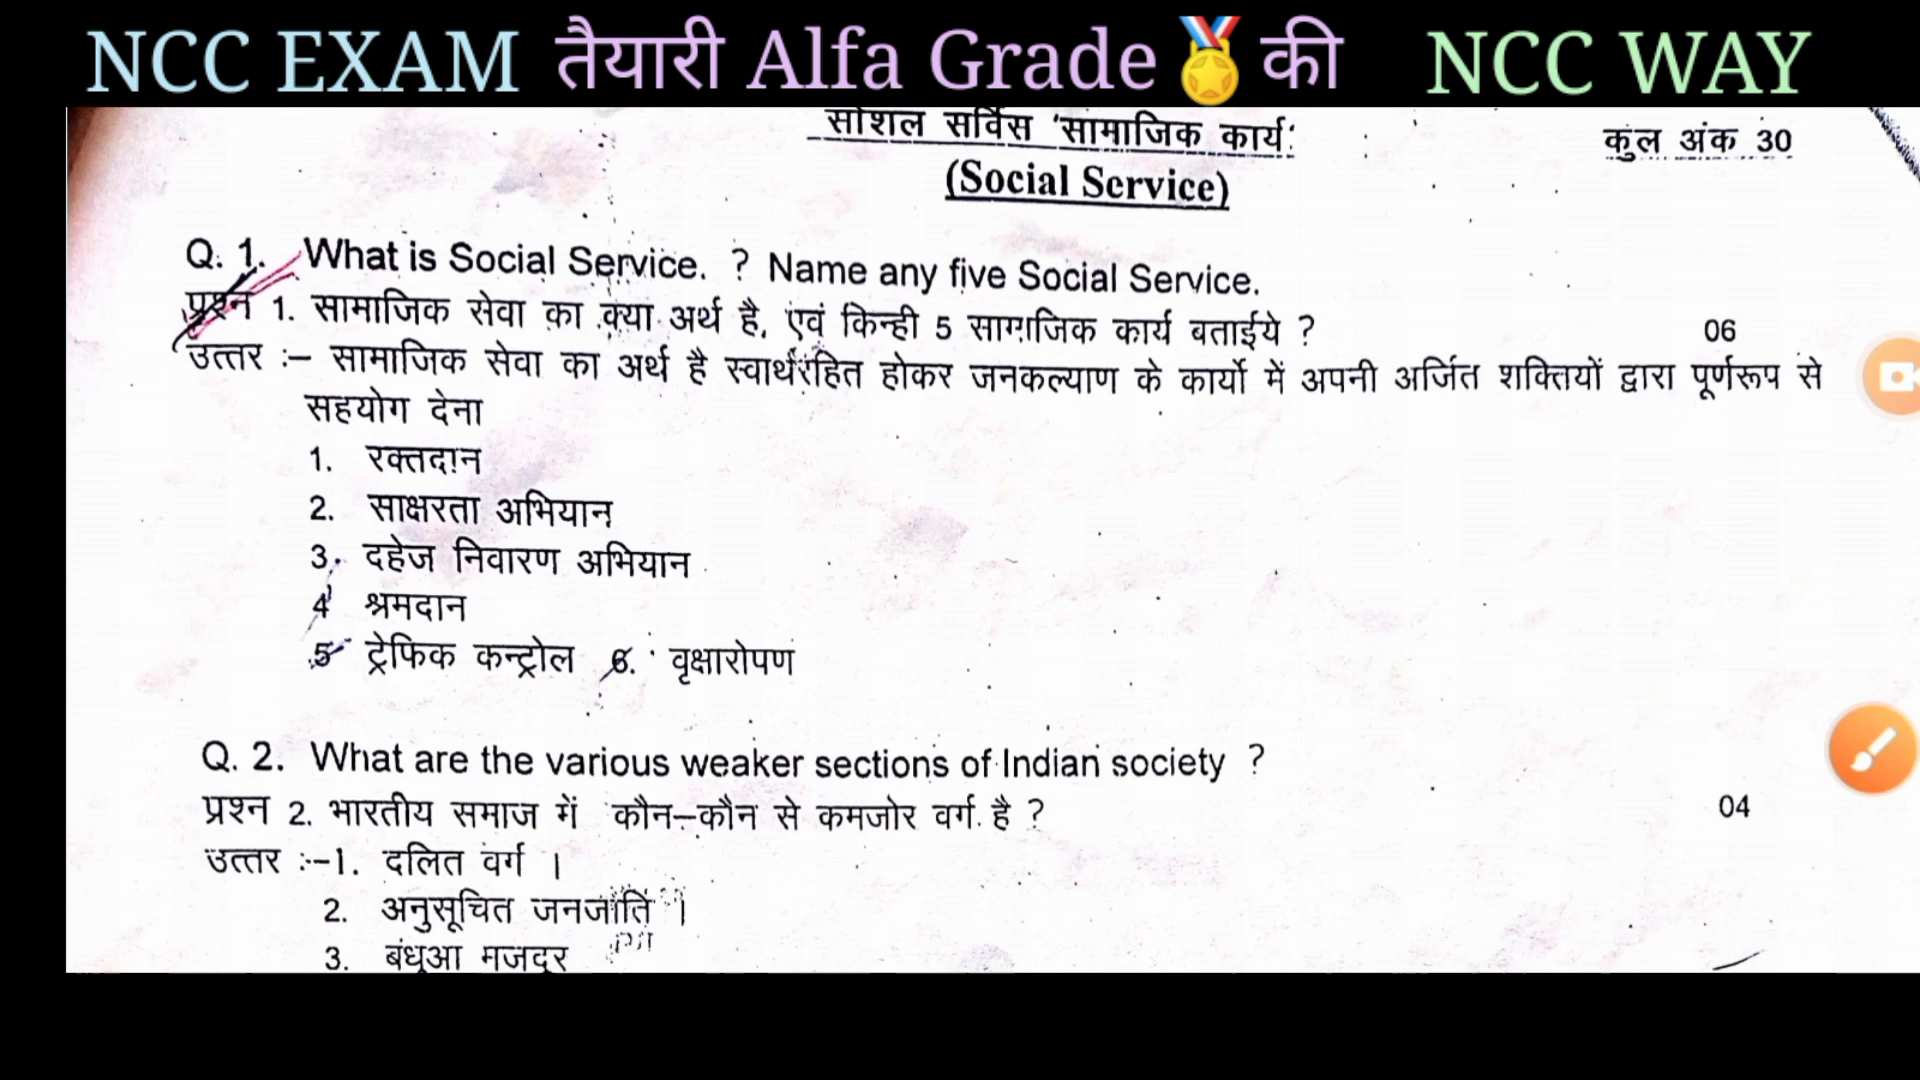 NCC EXAM तैयारी Alfa Grade🏅की NCC WAY
सोशल सर्विस 'सामाजिक कार्य'
कुल अंक 30
(Social Service)
Q. 1. What is Social Service. ? Name any five Social Service.
प्रश्न 1. सामाजिक सेवा का क्या अर्थ है, एवं किन्ही 5 सामाजिक कार्य बताईये ? 06
उत्तर :– सामाजिक सेवा का अर्थ है स्वार्थरहित होकर जनकल्याण के कार्यो में अपनी अर्जित शक्तियों द्वारा पूर्णरूप से
सहयोग देना
1. रक्तदान
2. साक्षरता अभियान
3. दहेज निवारण अभियान
4 श्रमदान
5 ट्रेफिक कन्ट्रोल 6. वृक्षारोपण
Q. 2. What are the various weaker sections of Indian society ?
प्रश्न 2. भारतीय समाज में कौन–कौन से कमजोर वर्ग है ? 04
उत्तर :–1. दलित वर्ग ।
2. अनुसूचित जनजाति ।
3. बंधूआ मजदूर